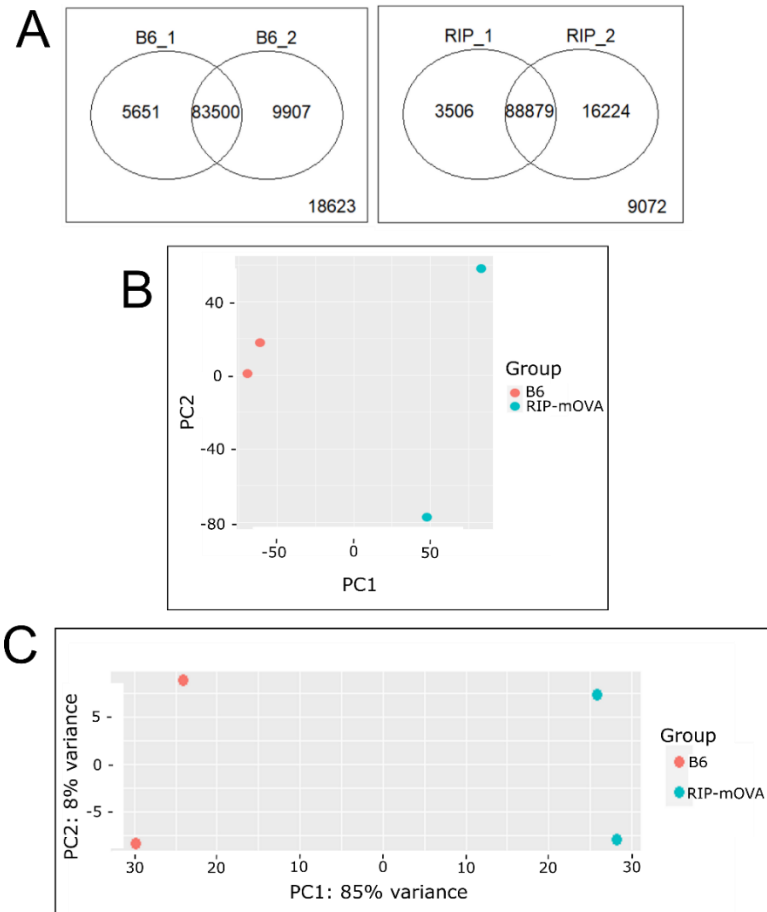 A
B6_1 B6_2
5651 83500 9907
18623
RIP_1 RIP_2
3506 88879 16224
9072
B
40 -
0 -
-40 -
-80 -
PC2
-50 0 50
PC1
Group
B6
RIP-mOVA
C
5 -
0 -
-5 -
PC2: 8% variance
30 20 10 0 10 20 30
PC1: 85% variance
Group
B6
RIP-mOVA